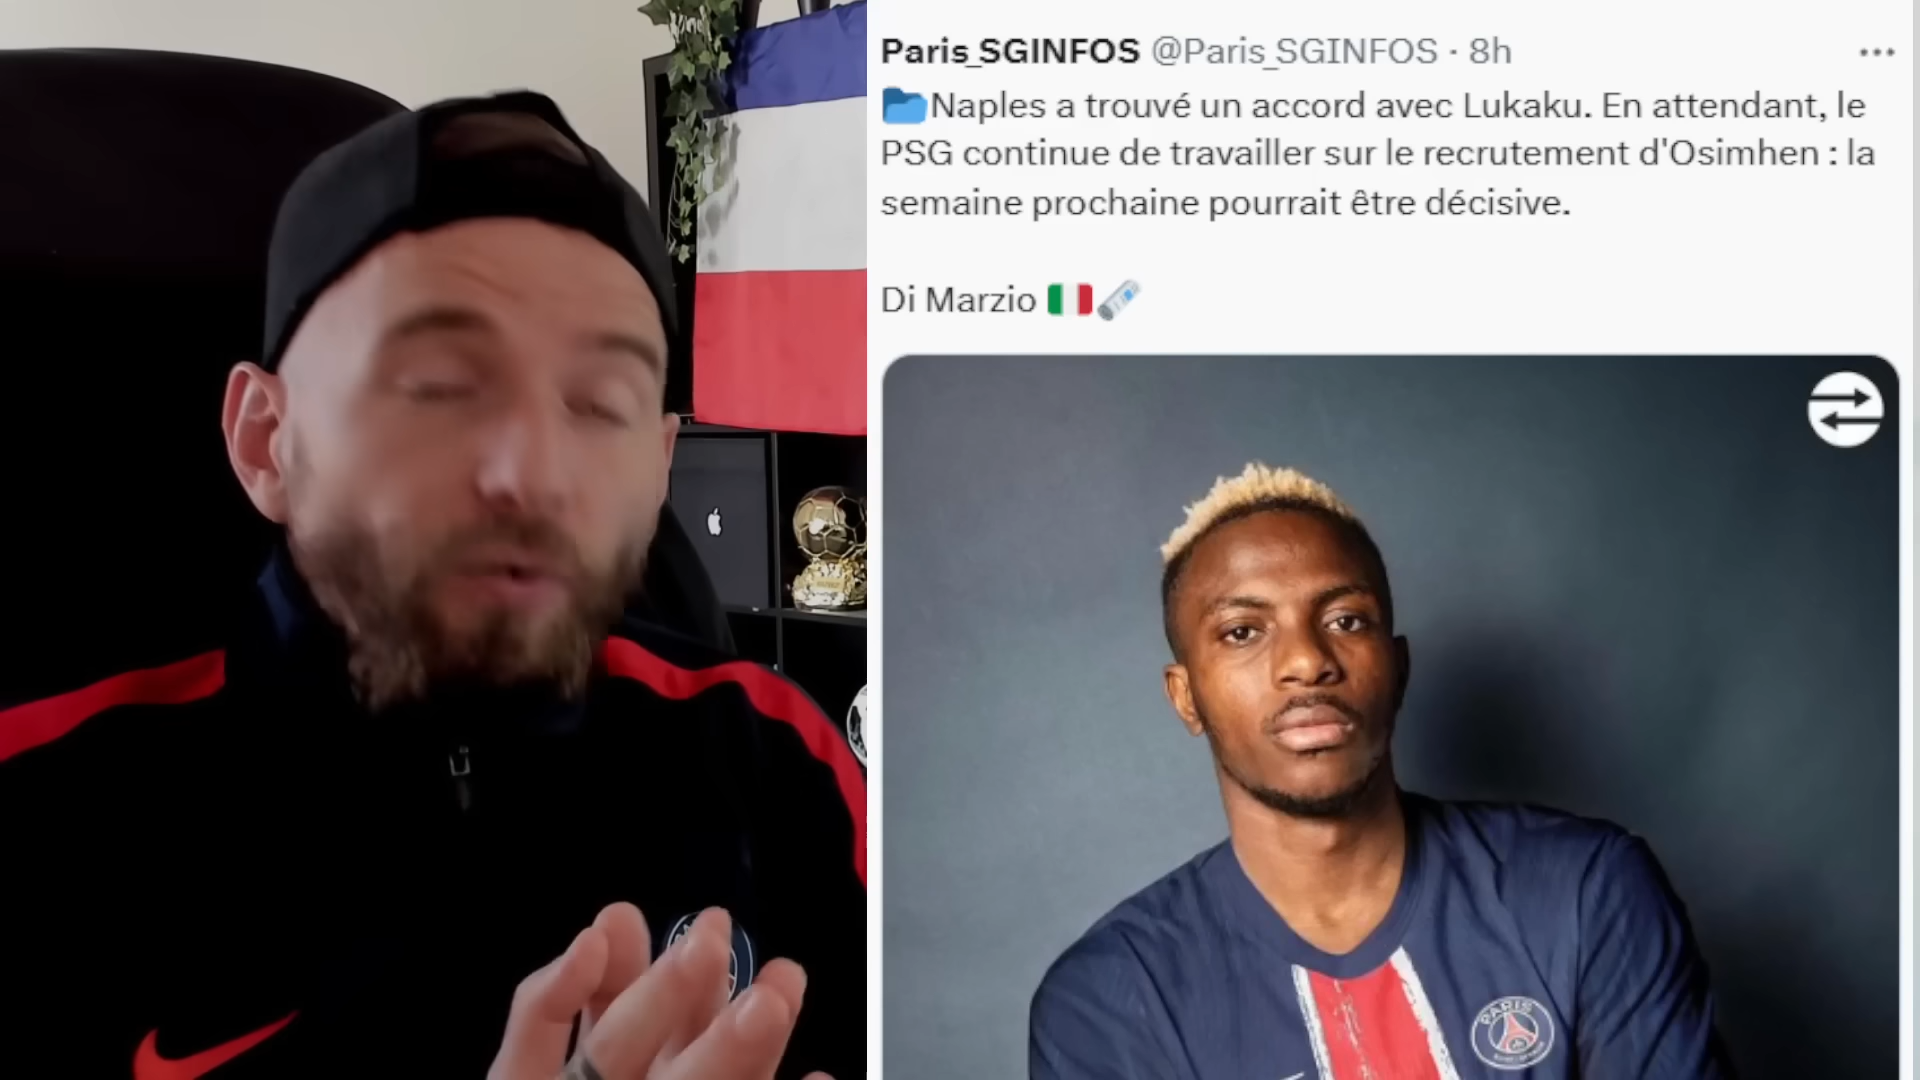 Paris_SGINFOS @Paris_SGINFOS · 8h
Naples a trouvé un accord avec Lukaku. En attendant, le
PSG continue de travailler sur le recrutement d'Osimhen : la
semaine prochaine pourrait être décisive.
Di Marzio
PARIS